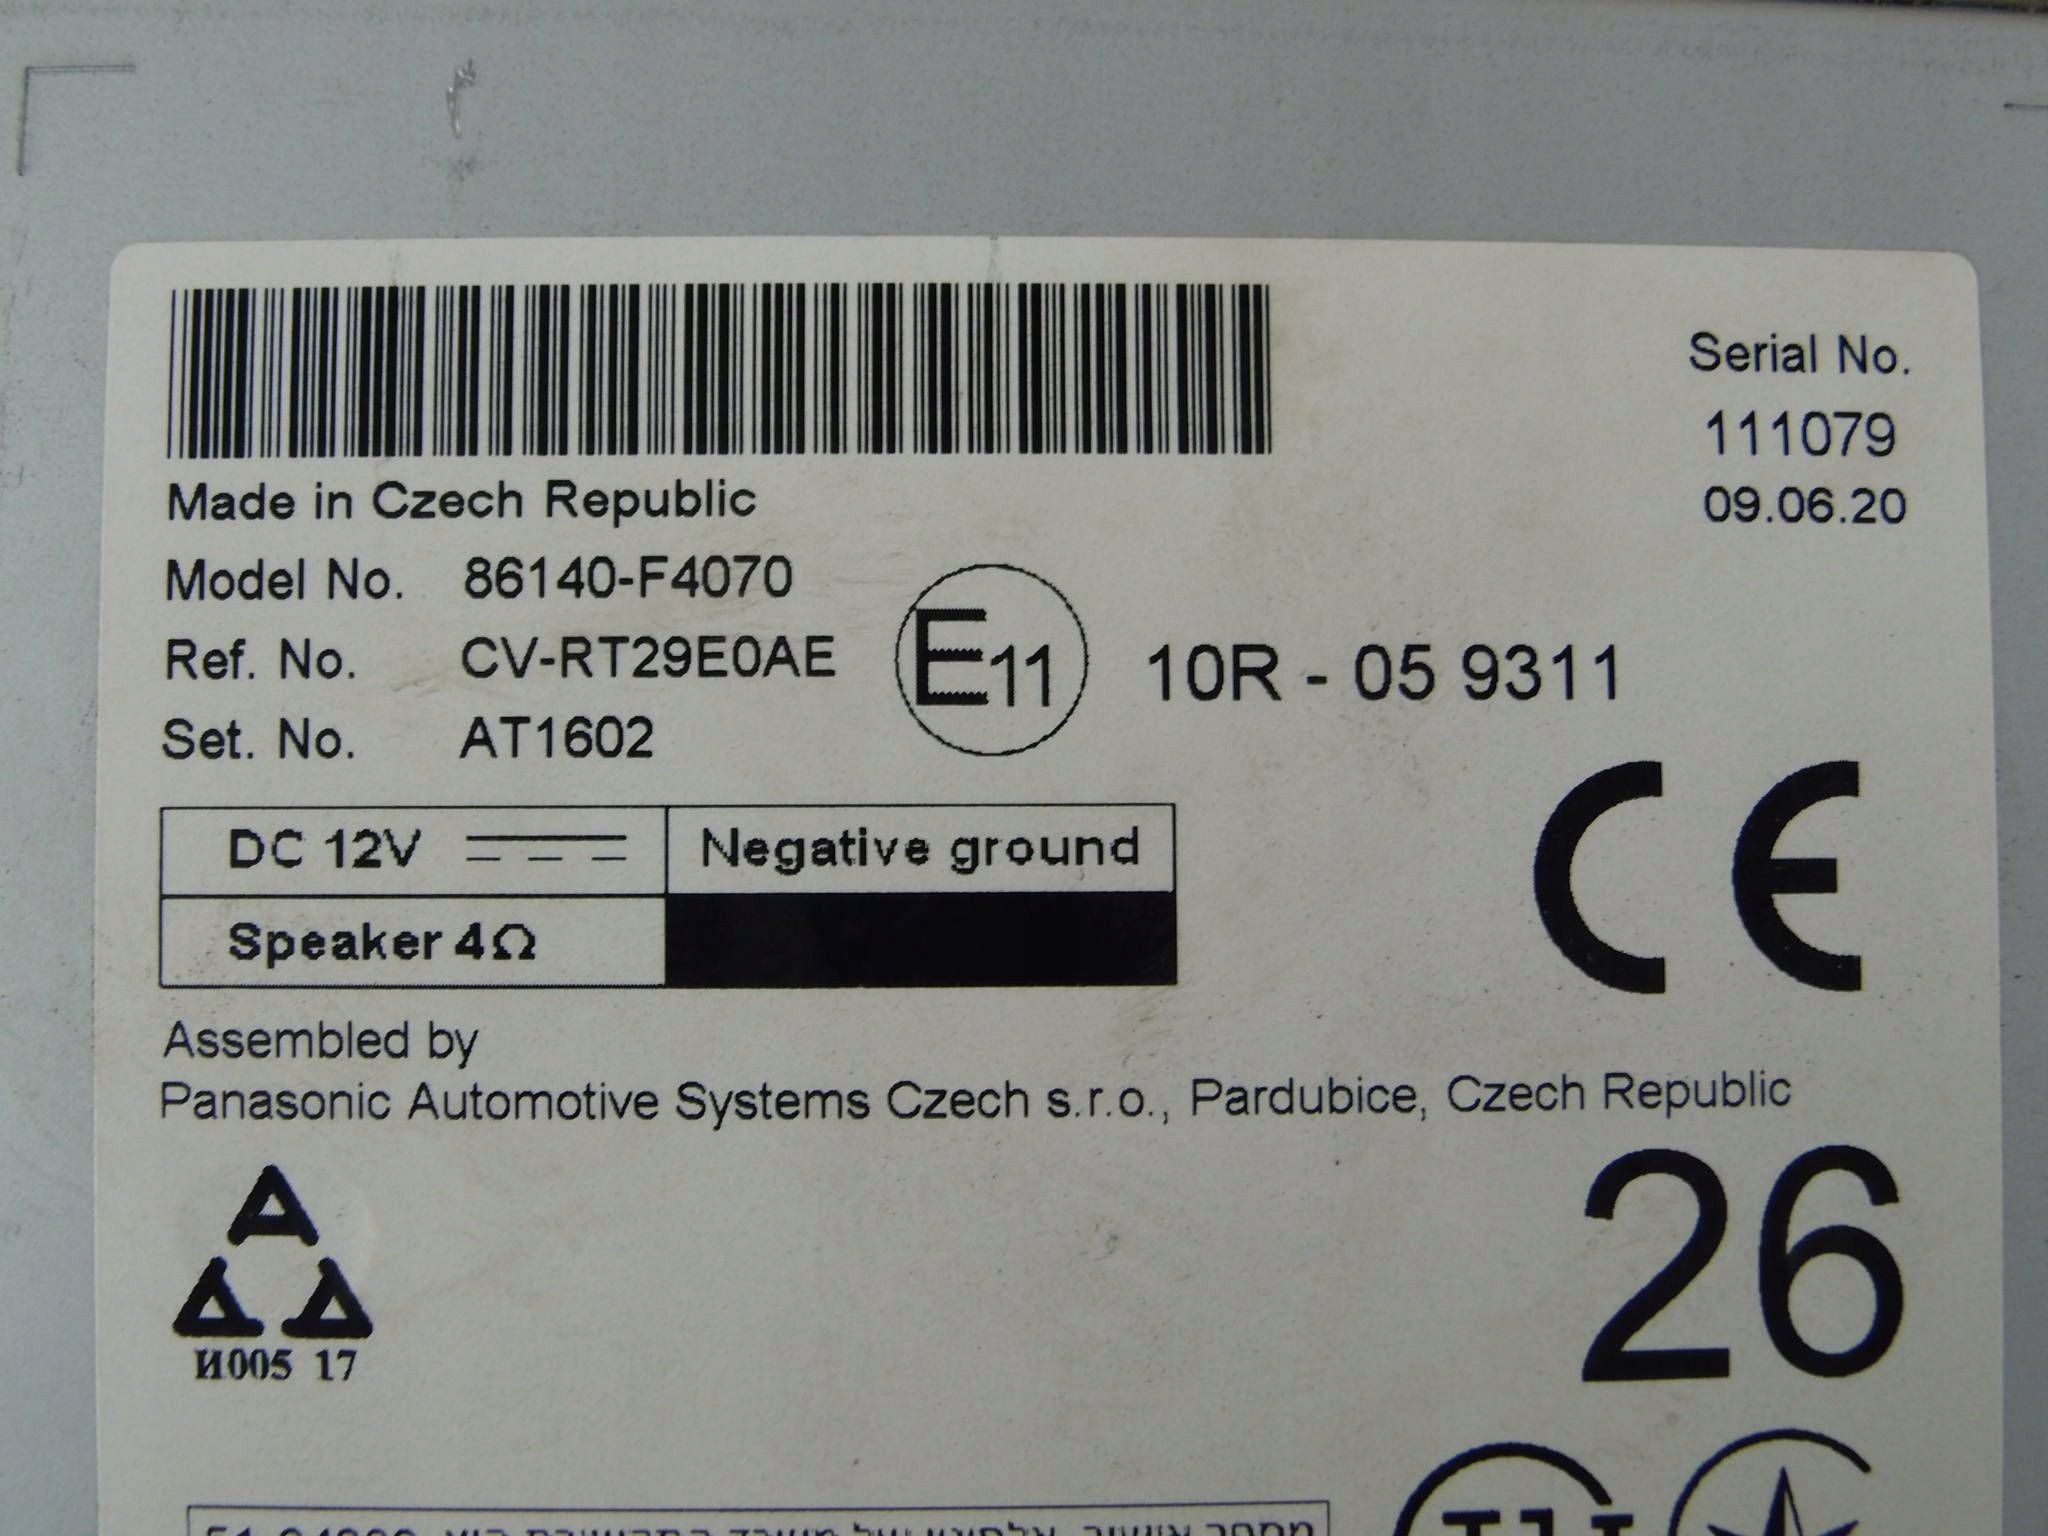 Serial No.
111079
09.06.20
Made in Czech Republic
Model No. 86140-F4070
Ref. No. CV-RT29E0AE
Set. No. AT1602
E11 10R - 05 9311
DC 12V Negative ground
Speaker 4Ω
CE
Assembled by
Panasonic Automotive Systems Czech s.r.o., Pardubice, Czech Republic
И005 17
26